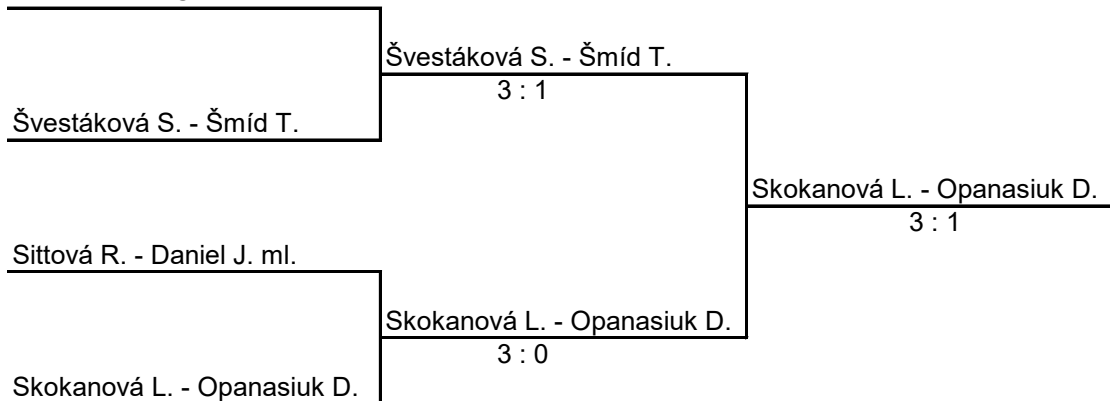 Švestáková S. - Šmíd T.
3 : 1
Švestáková S. - Šmíd T.
Skokanová L. - Opanasiuk D.
3 : 1
Sittová R. - Daniel J. ml.
Skokanová L. - Opanasiuk D.
3 : 0
Skokanová L. - Opanasiuk D.